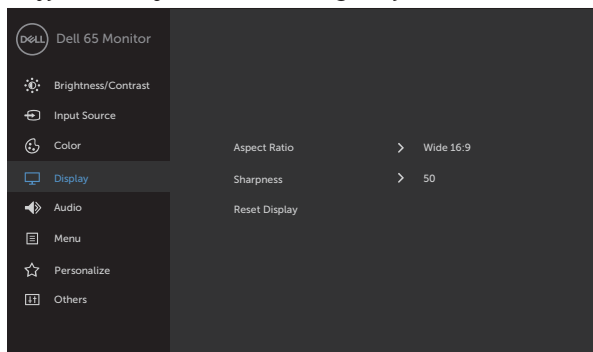 DELL
Dell 65 Monitor
Brightness/Contrast
Input Source
Color
Aspect Ratio Wide 16:9
Display
Sharpness 50
Audio
Reset Display
Menu
Personalize
Others